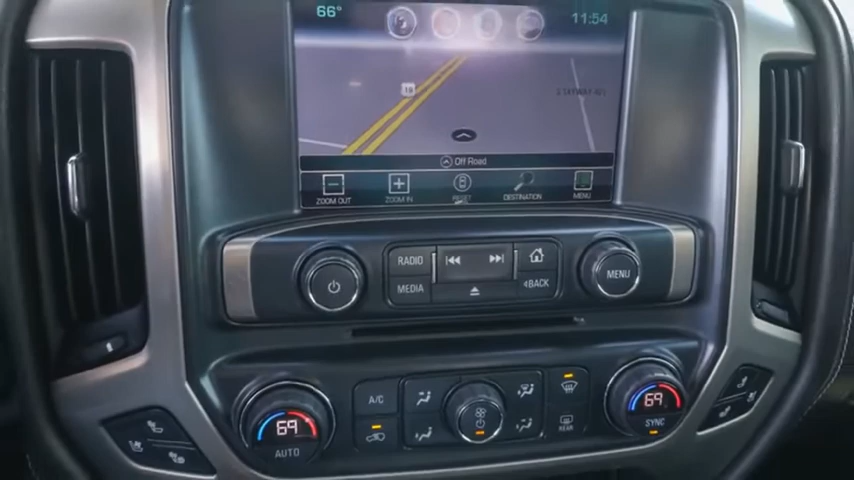 66°
11:54
19
Off Road
ZOOM OUT
ZOOM IN
RESET
DESTINATION
MENU
RADIO
MEDIA
BACK
MENU
A/C
REAR
69
AUTO
69
SYNC